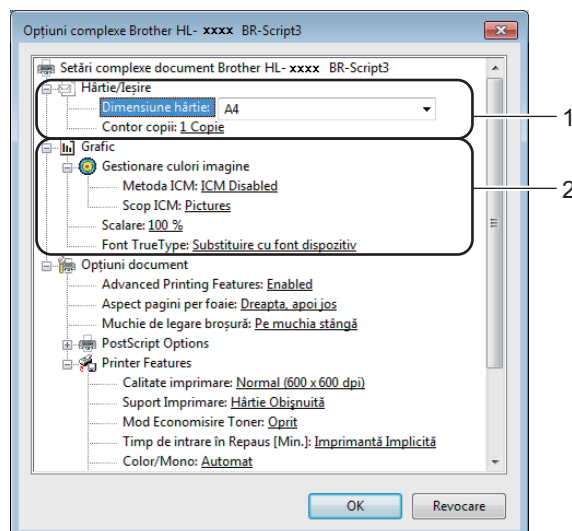 Opțiuni complexe Brother HL- xxxx BR-Script3
Setări complexe document Brother HL- xxxx BR-Script3
Hârtie/Ieșire
Dimensiune hârtie: A4
Contor copii: 1 Copie
1
Grafic
Gestionare culori imagine
Metoda ICM: ICM Disabled
2
Scop ICM: Pictures
Scalare: 100 %
Font TrueType: Substituire cu font dispozitiv
Opțiuni document
Advanced Printing Features: Enabled
Aspect pagini per foaie: Dreapta, apoi jos
Muchie de legare broșură: Pe muchia stângă
PostScript Options
Printer Features
Calitate imprimare: Normal (600 x 600 dpi)
Suport Imprimare: Hârtie Obişnuită
Mod Economisire Toner: Oprit
Timp de intrare în Repaus [Min.]: Imprimantă Implicită
Color/Mono: Automat
OK Revocare